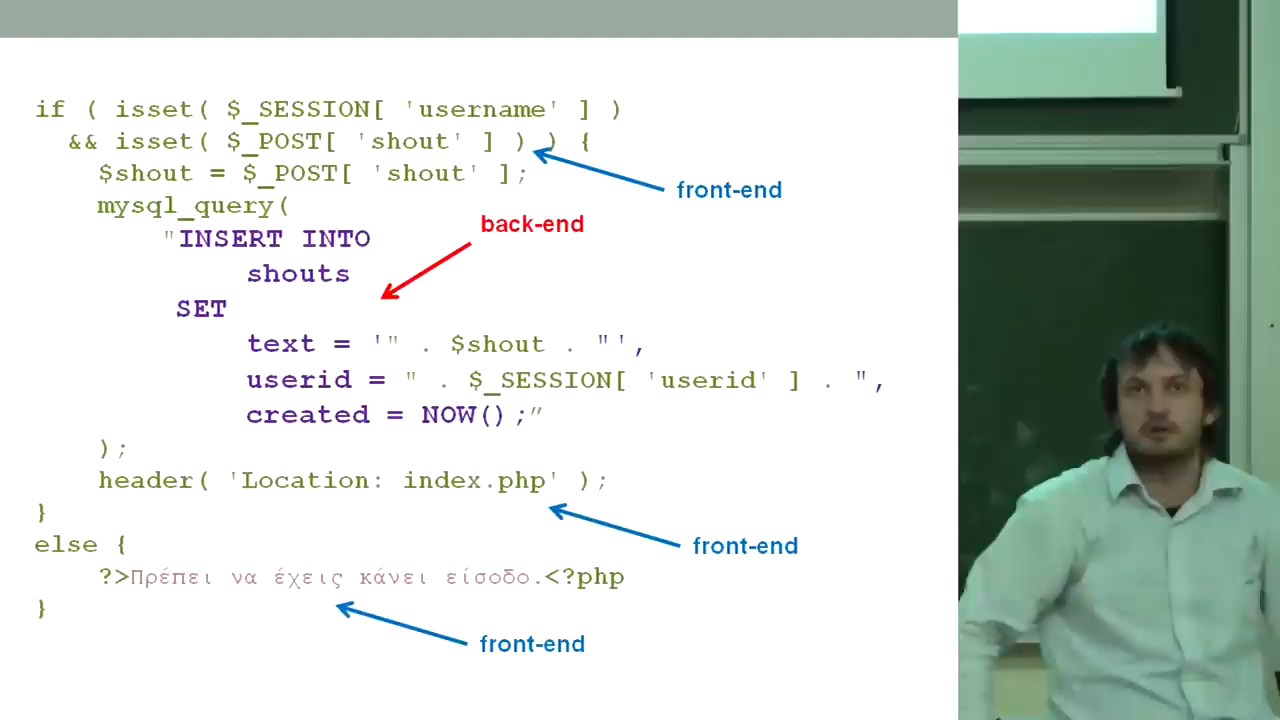 if ( isset( $_SESSION[ 'username' ] )
&& isset( $_POST[ 'shout' ] ) ) {
front-end
$shout = $_POST[ 'shout' ];
mysql_query(
back-end
"INSERT INTO
shouts
SET
text = '" . $shout . "',
userid = " . $_SESSION[ 'userid' ] . ",
created = NOW();”
);
header( 'Location: index.php' );
}
front-end
else {
?>Πρέπει να έχεις κάνει είσοδο.<?php
}
front-end